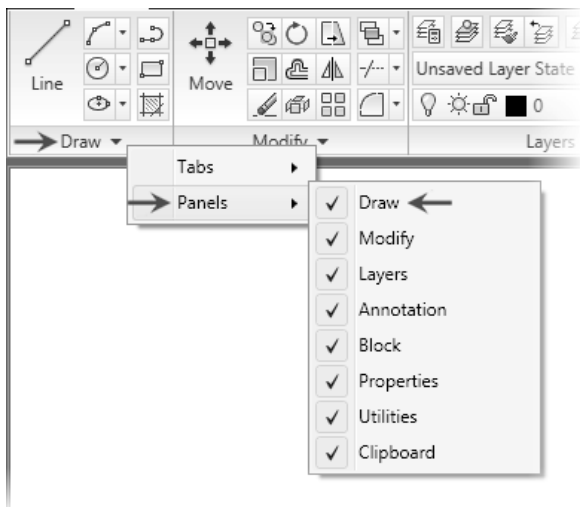 Line
Move
Unsaved Layer State
0
Draw
Modify
Layers
Tabs
Panels
Draw
Modify
Layers
Annotation
Block
Properties
Utilities
Clipboard